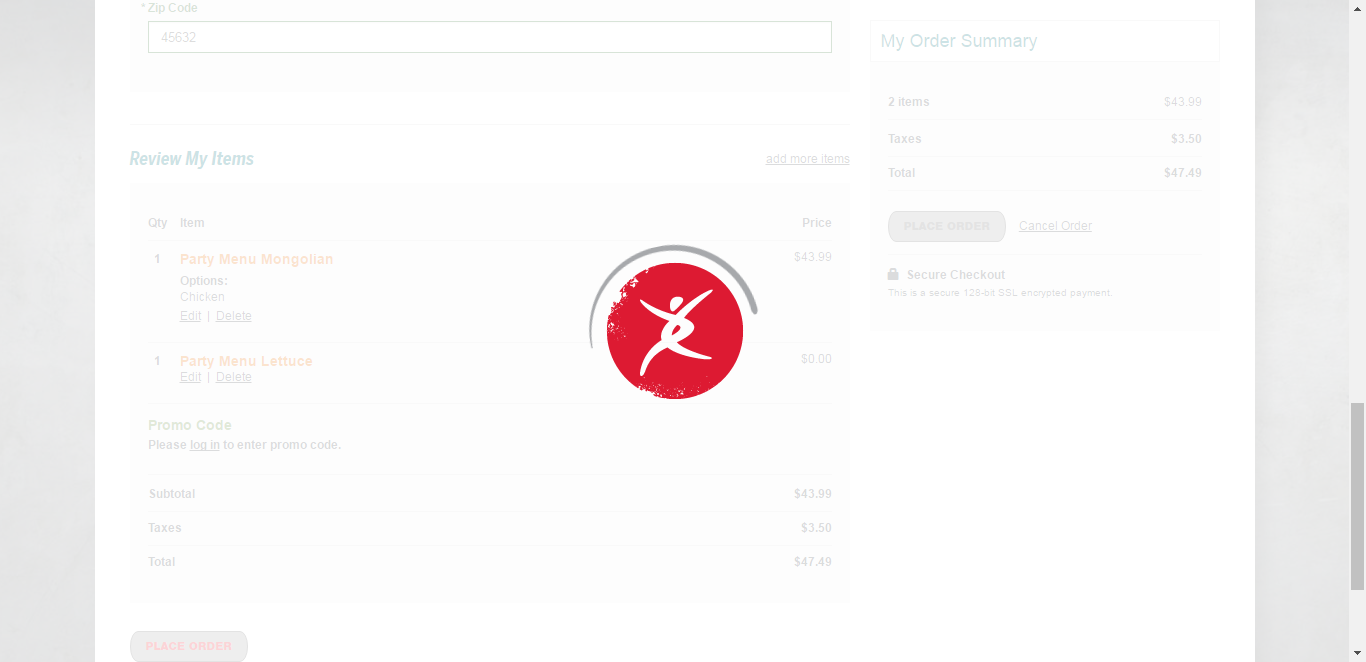 * Zip Code
45632
My Order Summary
2 items $43.99
Taxes $3.50
Total $47.49
PLACE ORDER Cancel Order
Secure Checkout
This is a secure 128-bit SSL encrypted payment.
Review My Items add more items
Qty Item Price
1 Party Menu Mongolian $43.99
Options:
Chicken
Edit | Delete
1 Party Menu Lettuce $0.00
Edit | Delete
Promo Code
Please log in to enter promo code.
Subtotal $43.99
Taxes $3.50
Total $47.49
PLACE ORDER